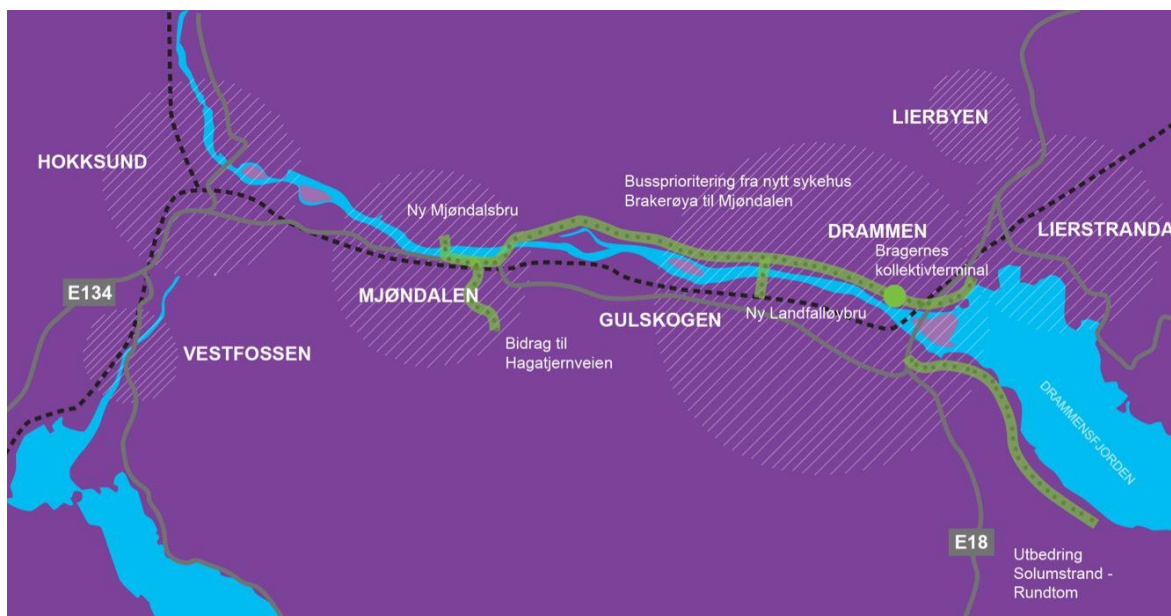 LIERBYEN
HOKKSUND
Bussprioritering fra nytt sykehus
Brakerøya til Mjøndalen
Ny Mjøndalsbru
DRAMMEN
LIERSTRANDA
Bragernes
kollektivterminal
E134
MJØNDALEN
GULSKOGEN
Ny Landfalløybru
VESTFOSSEN
Bidrag til
Hagatjernveien
DRAMMENSFJORDEN
E18
Utbedring
Solumstrand -
Rundtom